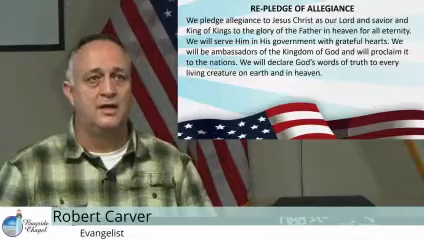 RE-PLEDGE OF ALLEGIANCE
We pledge allegiance to Jesus Christ as our Lord and savior and
King of Kings to the glory of the Father in heaven for all eternity.
We will serve Him in His government with grateful hearts. We
will be ambassadors of the Kingdom of God and will proclaim it
to the nations. We will declare God's words of truth to every
living creature on earth and in heaven.
Robert Carver
Bayside
Chapel
Evangelist